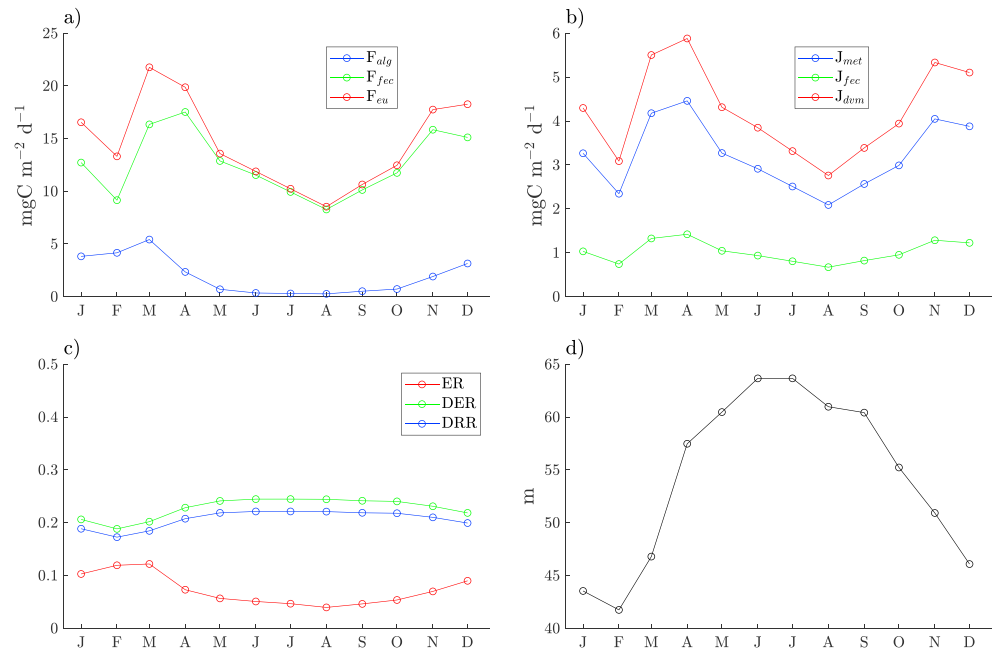 a)
mgC m⁻² d⁻¹
25
20
15
10
5
0
F_alg
F_fec
F_eu
J F M A M J J A S O N D
b)
mgC m⁻² d⁻¹
6
5
4
3
2
1
0
J_met
J_fec
J_dvm
J F M A M J J A S O N D
c)
0.5
0.4
0.3
0.2
0.1
0
ER
DER
DRR
J F M A M J J A S O N D
d)
m
65
60
55
50
45
40
J F M A M J J A S O N D